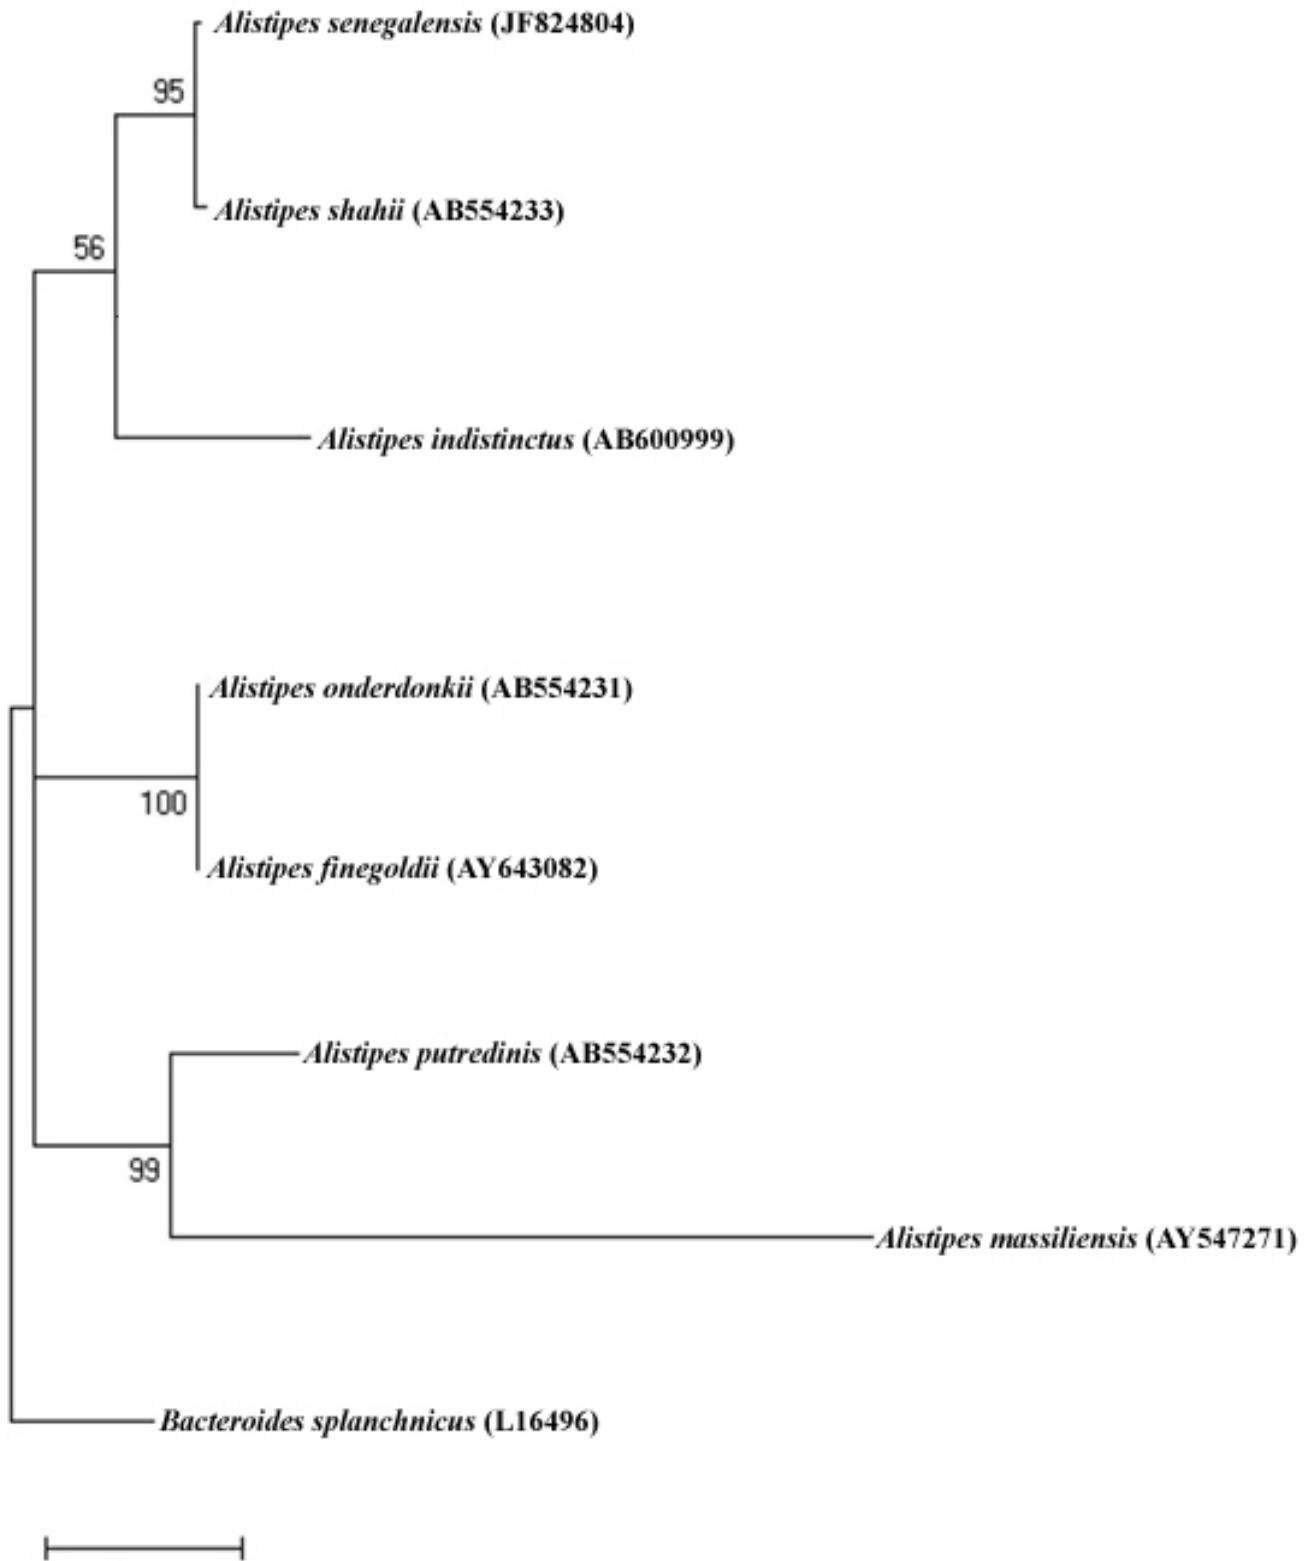 Alistipes senegalensis (JF824804)
95
Alistipes shahii (AB554233)
56
Alistipes indistinctus (AB600999)
Alistipes onderdonkii (AB554231)
100
Alistipes finegoldii (AY643082)
Alistipes putredinis (AB554232)
99
Alistipes massiliensis (AY547271)
Bacteroides splanchnicus (L16496)